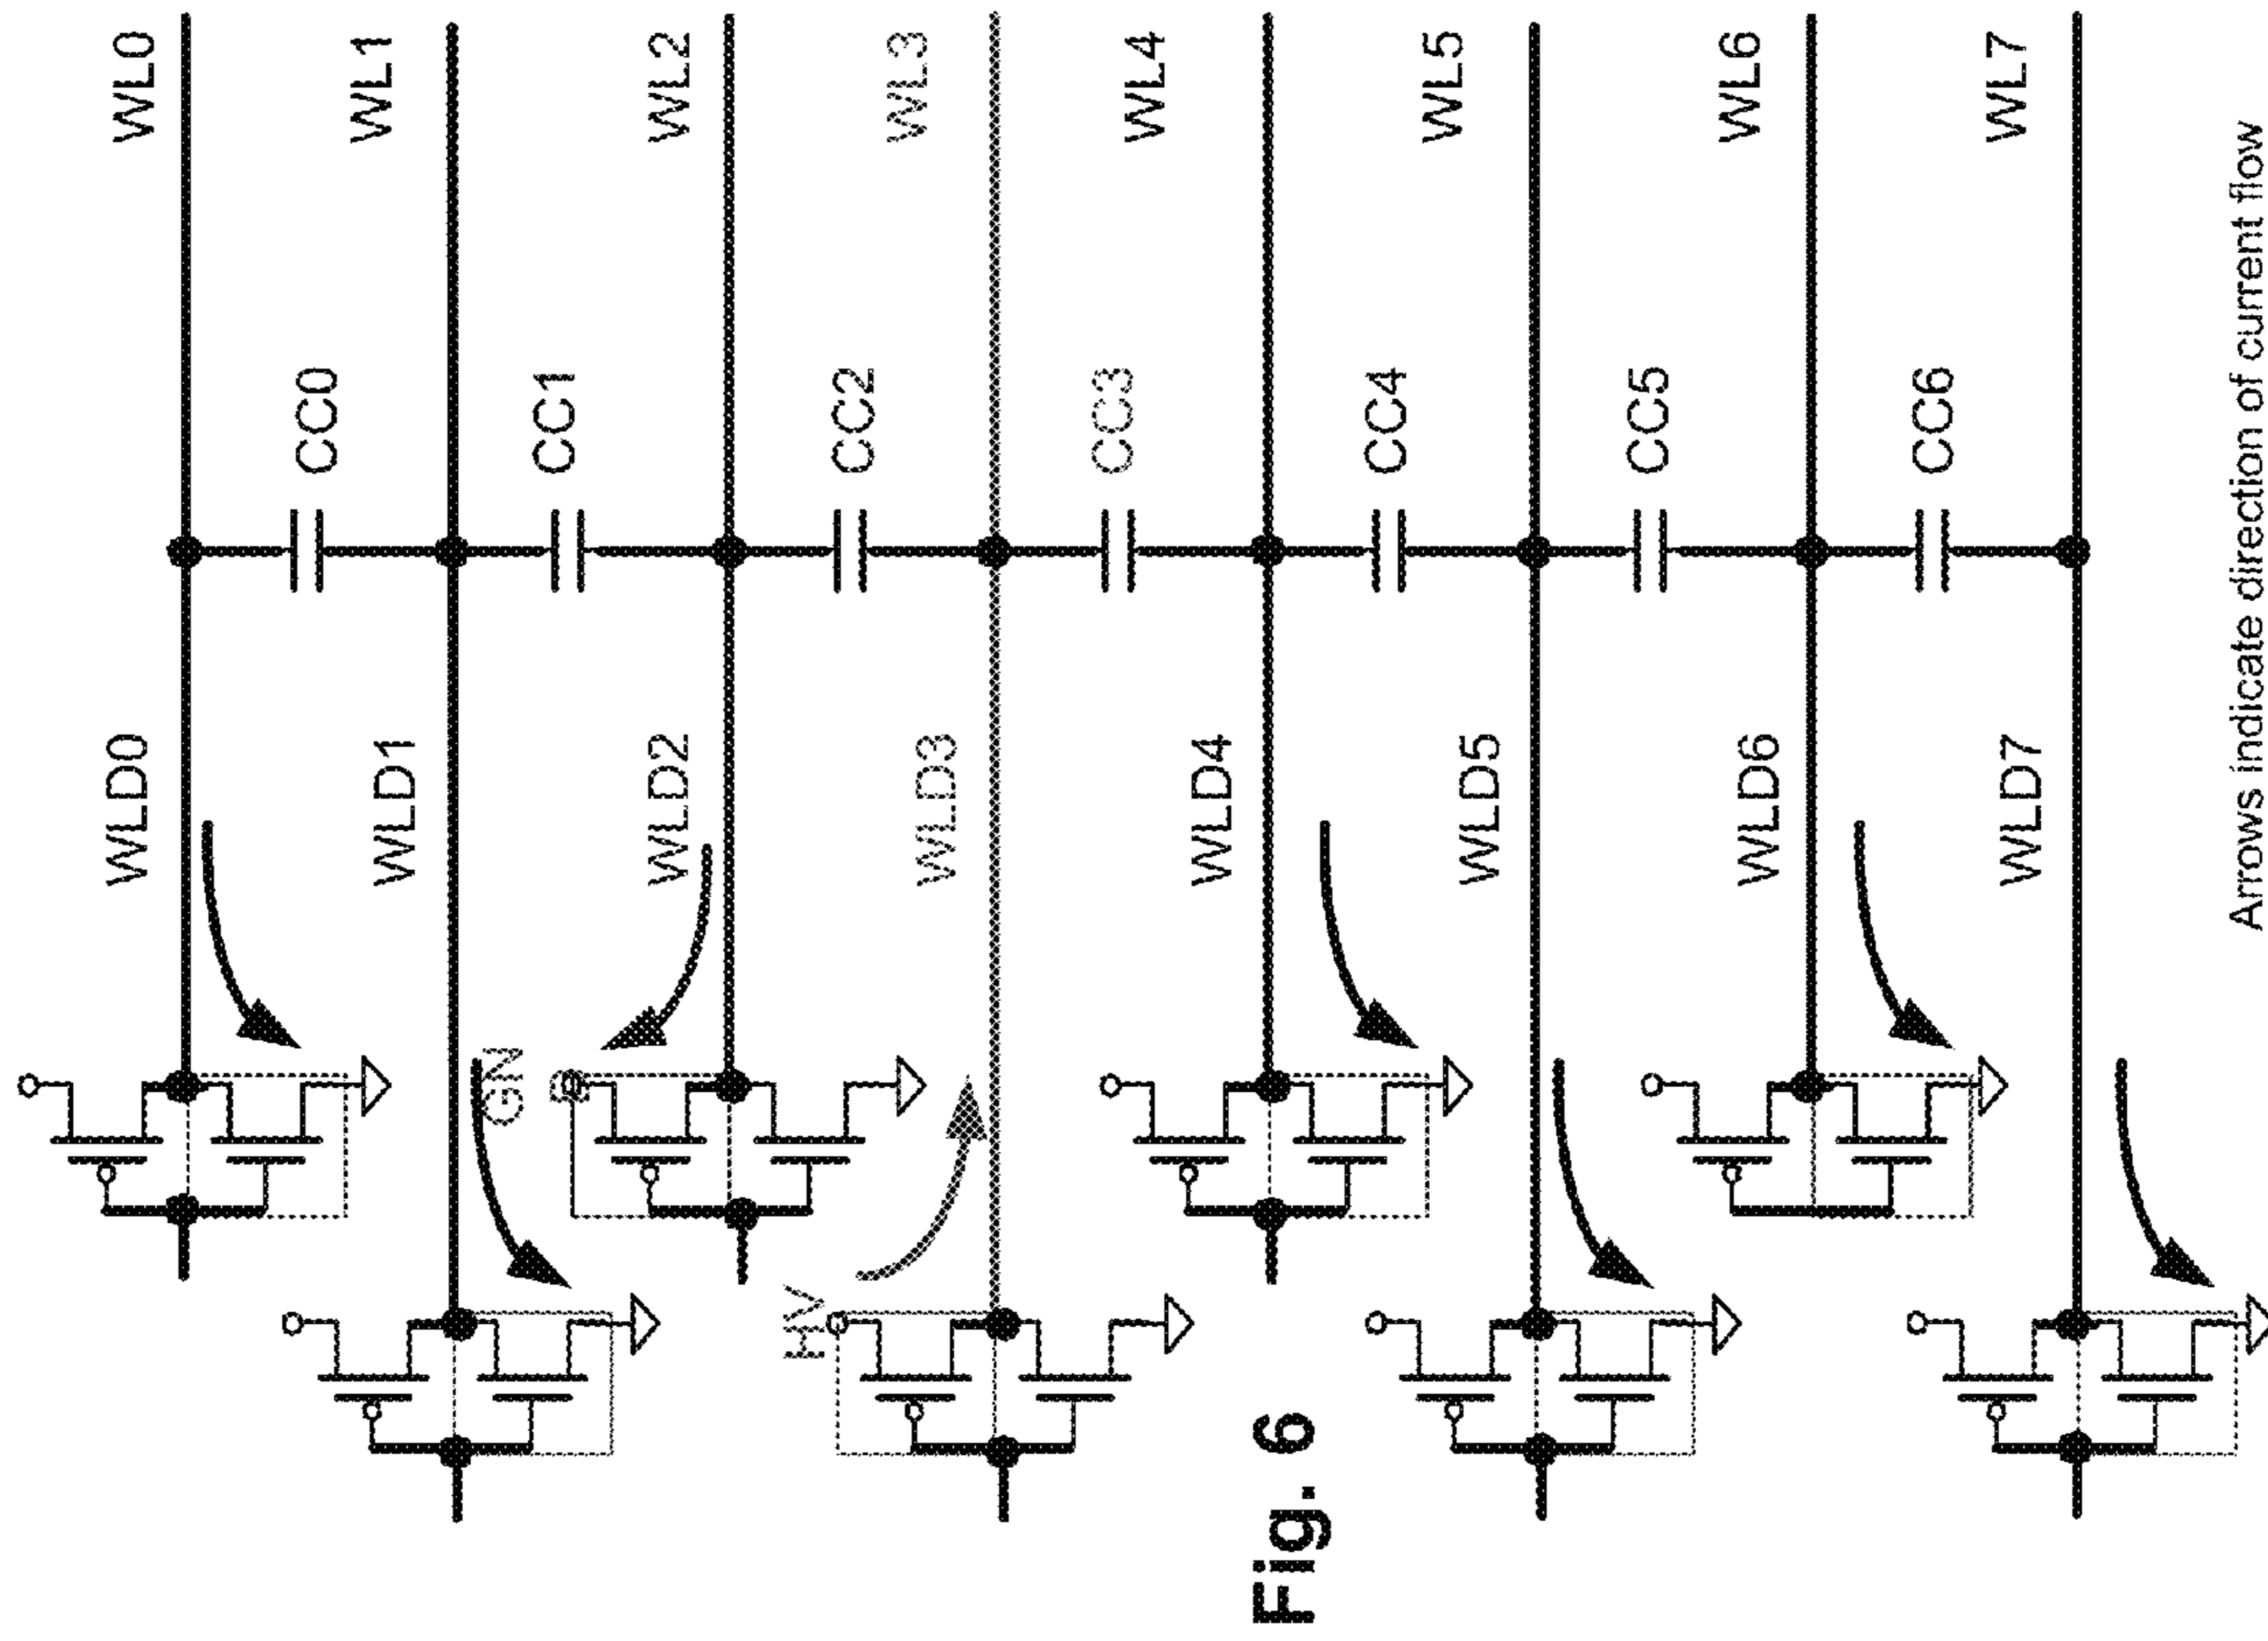 WL0
WL1
WL2
WL3
WL4
WL5
WL6
WL7
CC0
CC1
CC2
CC3
CC4
CC5
CC6
WLD0
WLD1
WLD2
WLD3
WLD4
WLD5
WLD6
WLD7
GN
HV
Arrows indicate direction of current flow
Fig. 6